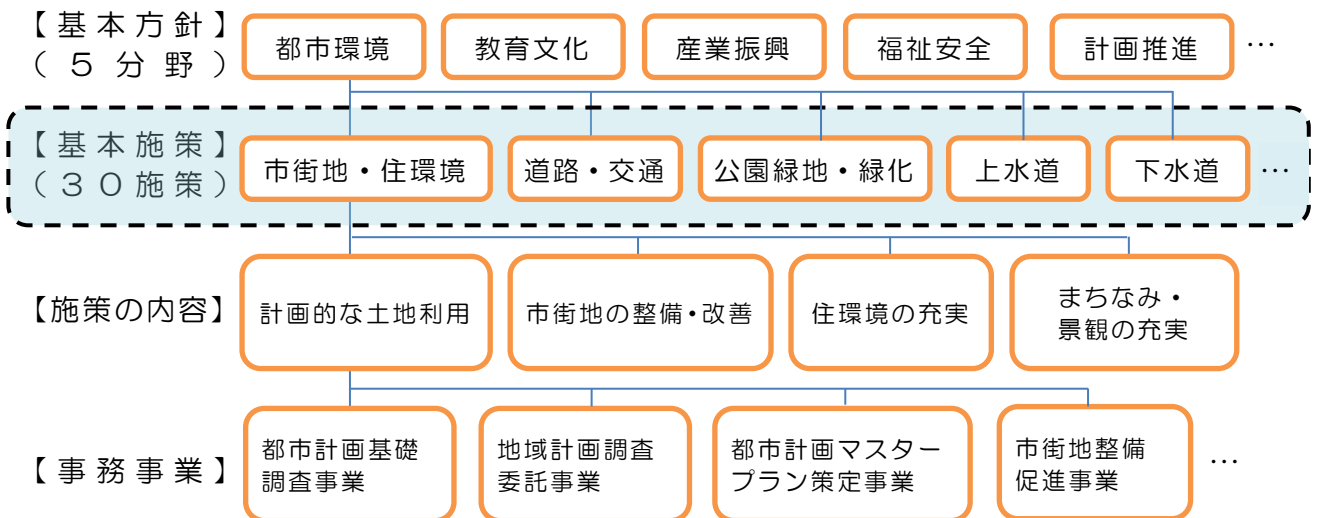 【基本方針】
（５分野）
都市環境
教育文化
産業振興
福祉安全
計画推進
…
【基本施策】
（３０施策）
市街地・住環境
道路・交通
公園緑地・緑化
上水道
下水道
…
【施策の内容】
計画的な土地利用
市街地の整備・改善
住環境の充実
まちなみ・
景観の充実
【事務事業】
都市計画基礎
調査事業
地域計画調査
委託事業
都市計画マスター
プラン策定事業
市街地整備
促進事業
…